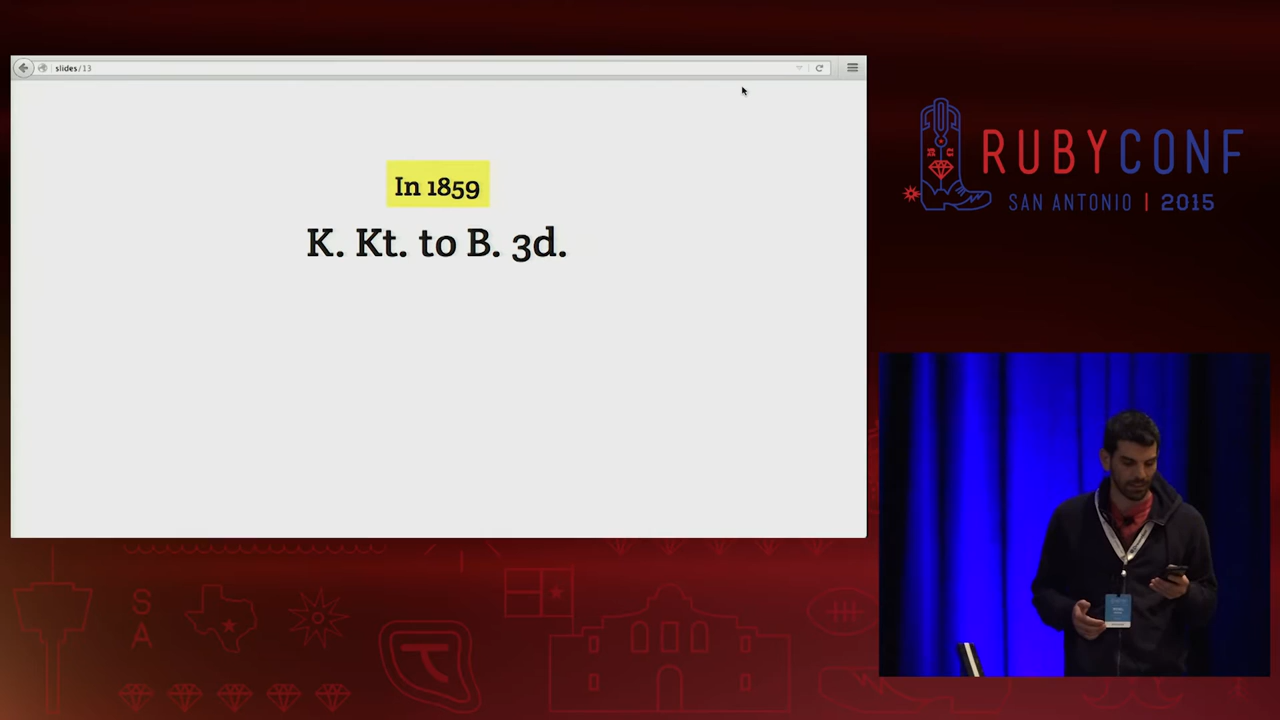 slides/13
In 1859
K. Kt. to B. 3d.
RUBYCONF
SAN ANTONIO | 2015
S
A